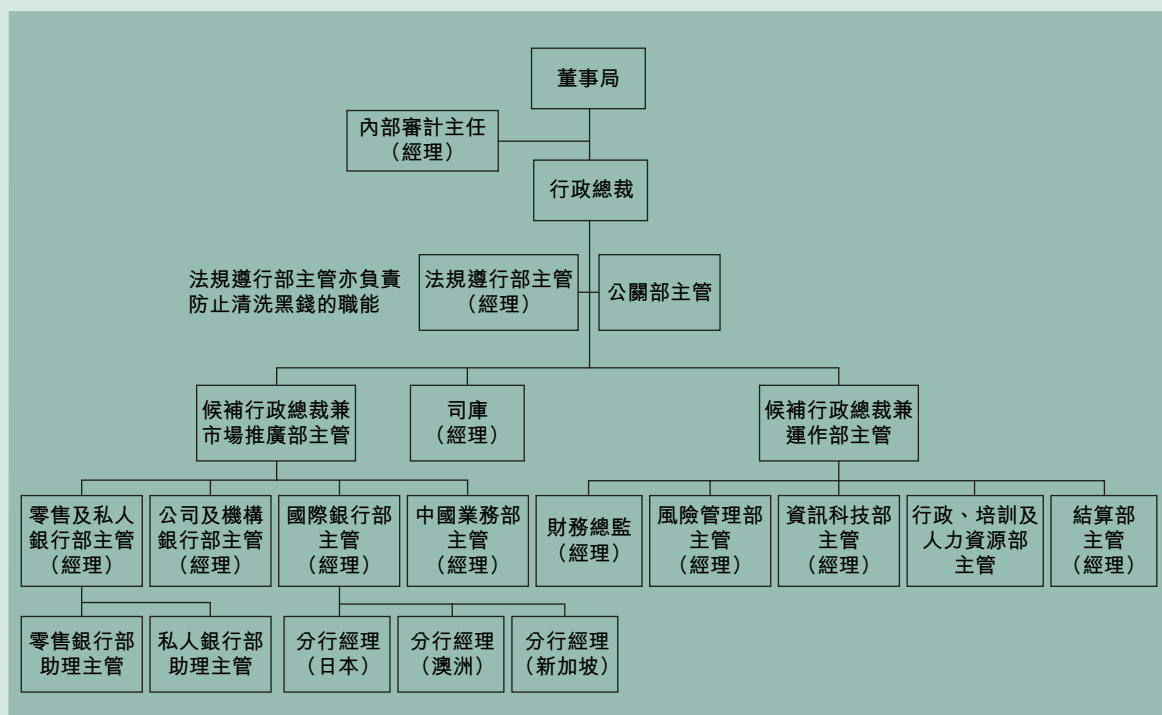 董事局
內部審計主任
（經理）
行政總裁
法規遵行部主管亦負責
防止清洗黑錢的職能
法規遵行部主管
（經理）
公關部主管
候補行政總裁兼
市場推廣部主管
司庫
（經理）
候補行政總裁兼
運作部主管
零售及私人
銀行部主管
（經理）
公司及機構
銀行部主管
（經理）
國際銀行部
主管
（經理）
中國業務部
主管
（經理）
財務總監
（經理）
風險管理部
主管
（經理）
資訊科技部
主管
（經理）
行政、培訓及
人力資源部
主管
結算部
主管
（經理）
零售銀行部
助理主管
私人銀行部
助理主管
分行經理
（日本）
分行經理
（澳洲）
分行經理
（新加坡）